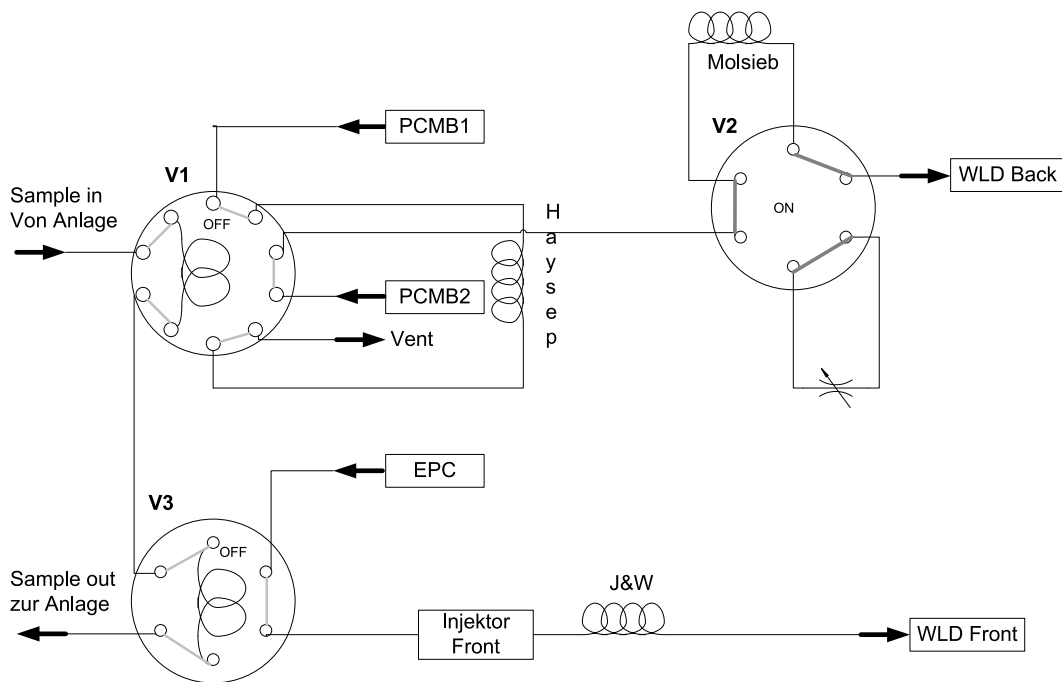 Molsieb
PCMB1
V2
V1
Sample in
Von Anlage
OFF
WLD Back
Haysep
ON
PCMB2
Vent
EPC
V3
OFF
Sample out
zur Anlage
J&W
Injektor
Front
WLD Front